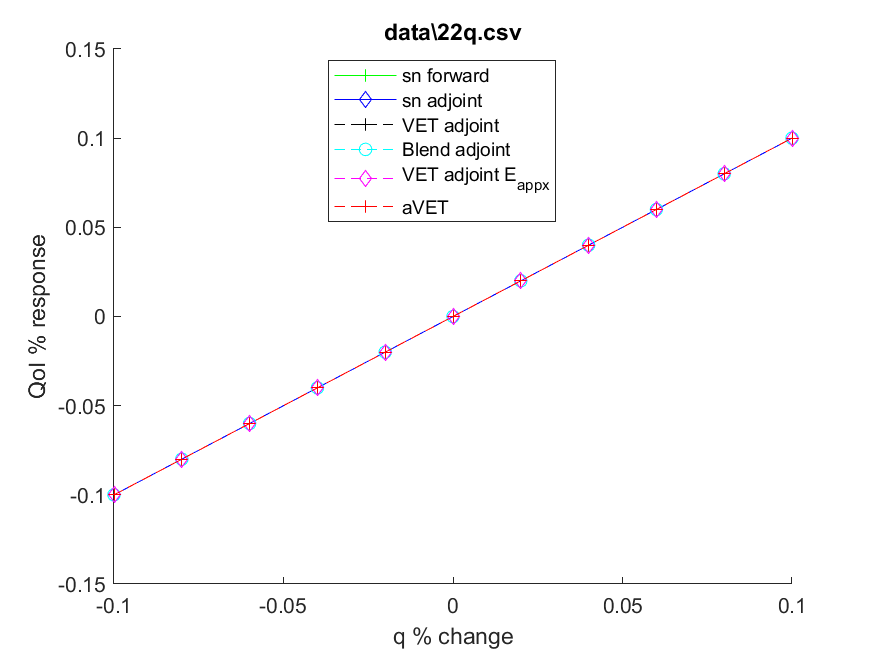 data\22q.csv
sn forward
sn adjoint
VET adjoint
Blend adjoint
VET adjoint E_appx
aVET
0.15
0.1
0.05
0
-0.05
-0.1
-0.15
QoI % response
-0.1
-0.05
0
0.05
0.1
q % change